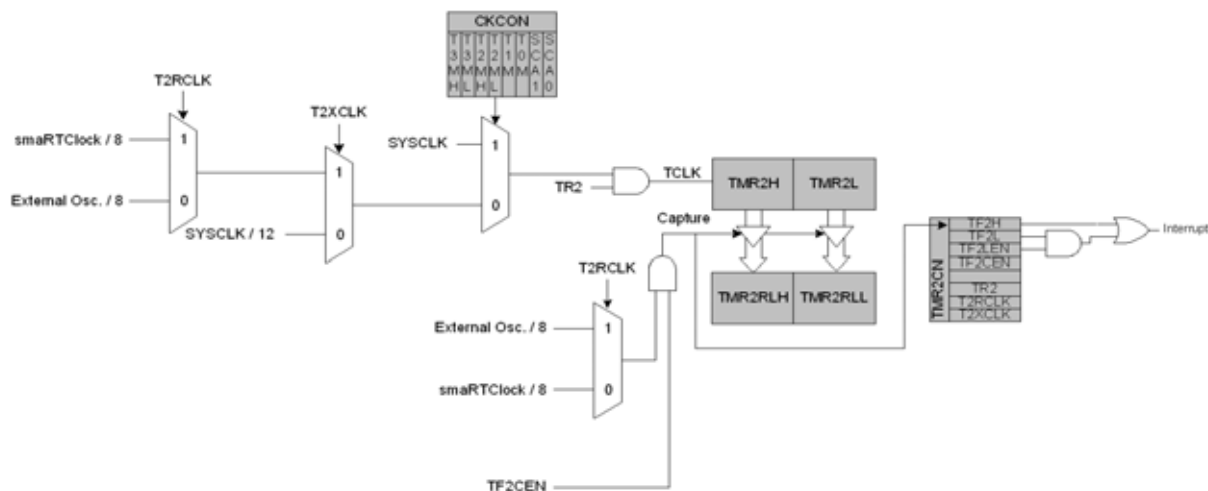 CKCON
T3MH T3ML T2MH T2ML T1M T0M SCA1 SCA0
T2RCLK
smaRTClock / 8
1
External Osc. / 8
0
T2XCLK
1
SYSCLK / 12
0
SYSCLK
1
0
TR2
TCLK
TMR2H
TMR2L
Capture
TMR2RLH
TMR2RLL
T2RCLK
External Osc. / 8
1
smaRTClock / 8
0
TF2CEN
TMR2CN
TF2H
TF2L
TF2LEN
TF2CEN
TR2
T2RCLK
T2XCLK
Interrupt